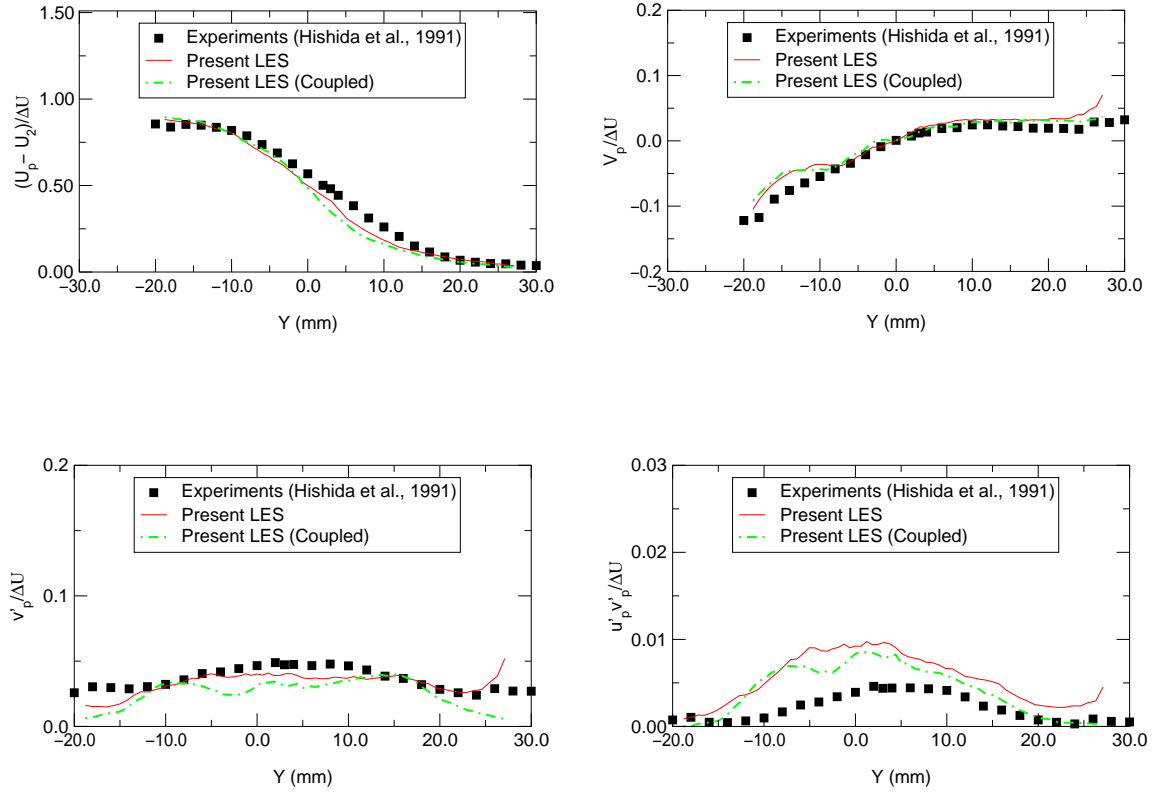 1.50
1.00
0.50
0.00
(U_p − U_2)/ΔU
Experiments (Hishida et al., 1991)
Present LES
Present LES (Coupled)
−30.0 −20.0 −10.0 0.0 10.0 20.0 30.0
Y (mm)
0.2
0.1
0.0
−0.1
−0.2
V_p/ΔU
Experiments (Hishida et al., 1991)
Present LES
Present LES (Coupled)
−30.0 −20.0 −10.0 0.0 10.0 20.0 30.0
Y (mm)
0.2
0.1
0.0
v'_p/ΔU
Experiments (Hishida et al., 1991)
Present LES
Present LES (Coupled)
−20.0 −10.0 0.0 10.0 20.0 30.0
Y (mm)
0.03
0.02
0.01
0.00
u'_p v'_p/ΔU
Experiments (Hishida et al., 1991)
Present LES
Present LES (Coupled)
−20.0 −10.0 0.0 10.0 20.0 30.0
Y (mm)